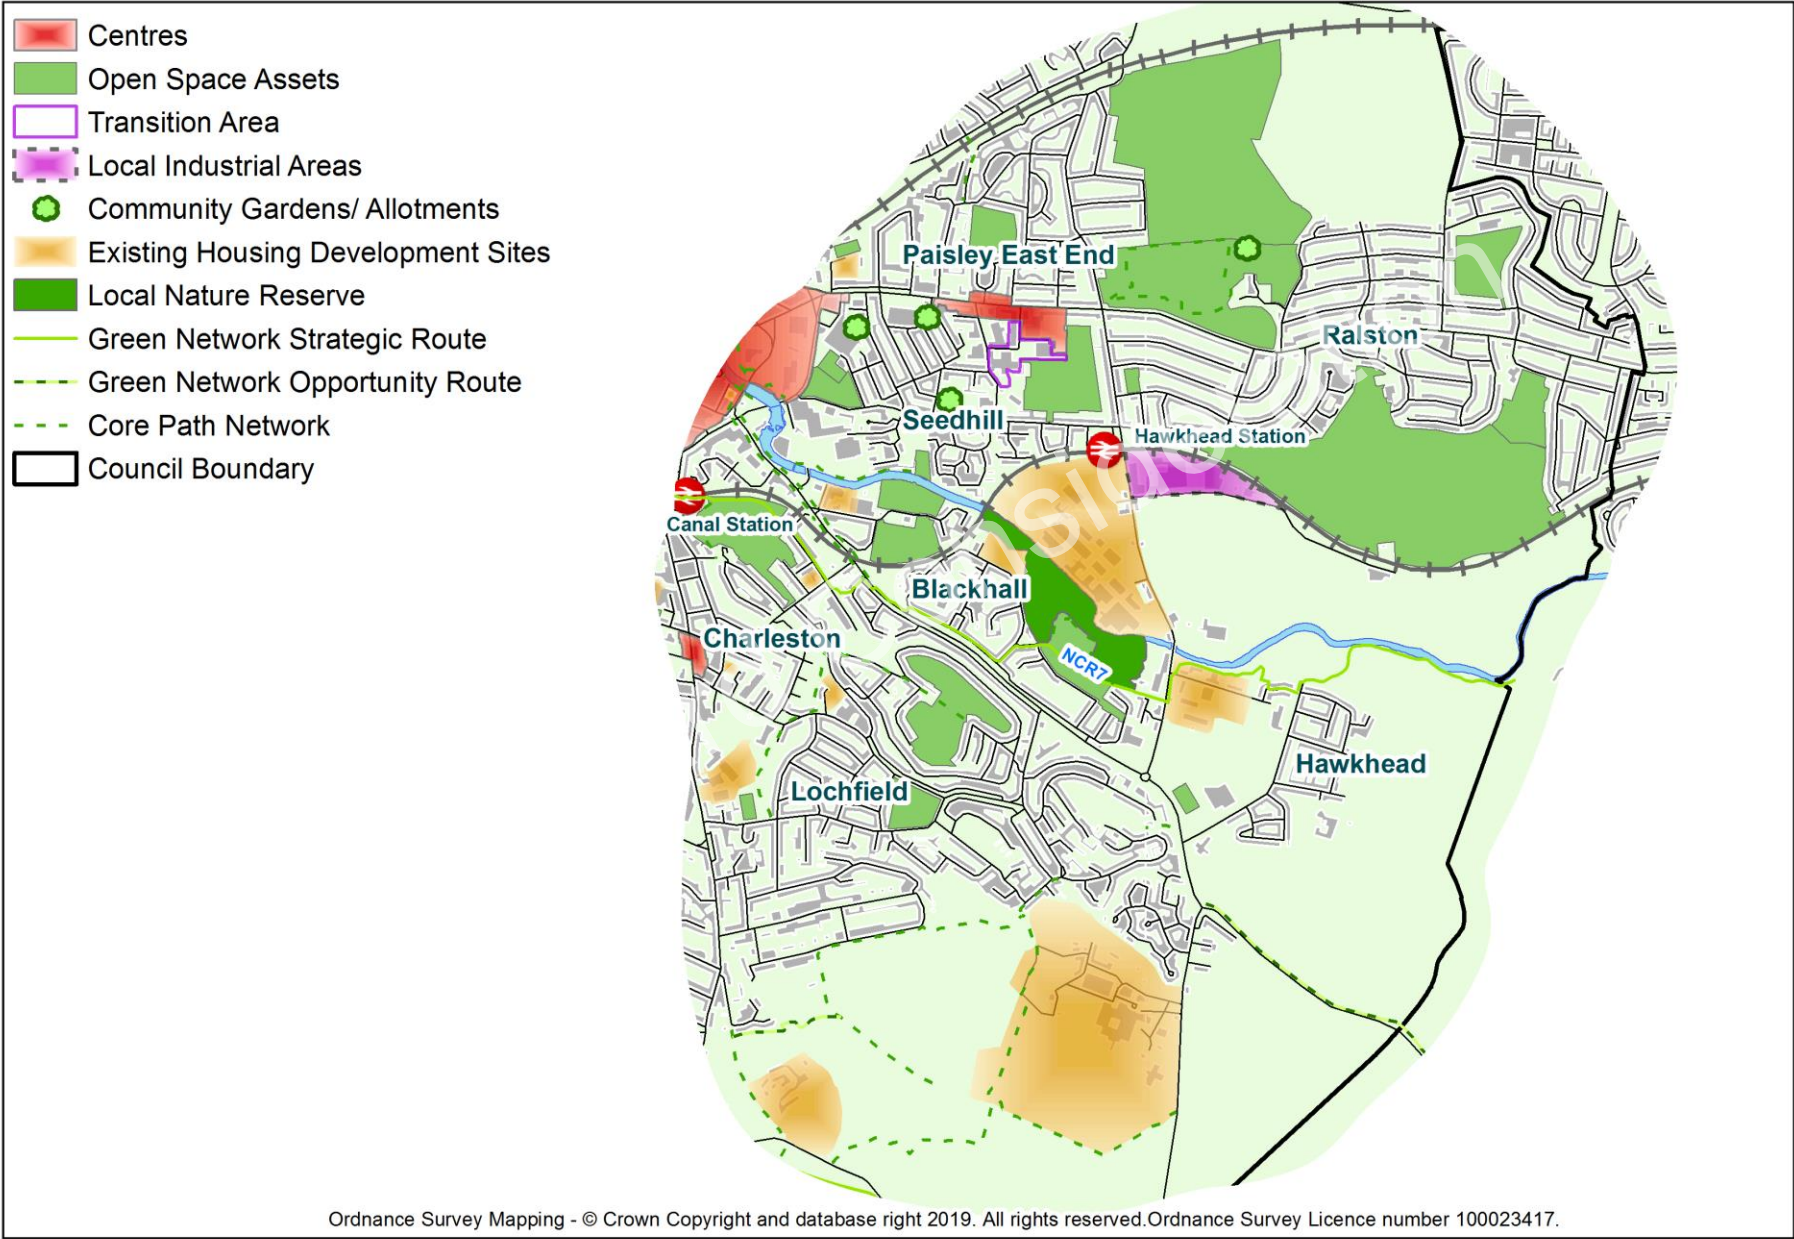 Centres
Open Space Assets
Transition Area
Local Industrial Areas
Community Gardens/ Allotments
Existing Housing Development Sites
Local Nature Reserve
Green Network Strategic Route
Green Network Opportunity Route
Core Path Network
Council Boundary
Paisley East End
Ralston
Seedhill
Hawkhead Station
Canal Station
Blackhall
Charleston
NCR7
Hawkhead
Lochfield
Ordnance Survey Mapping - © Crown Copyright and database right 2019. All rights reserved.Ordnance Survey Licence number 100023417.